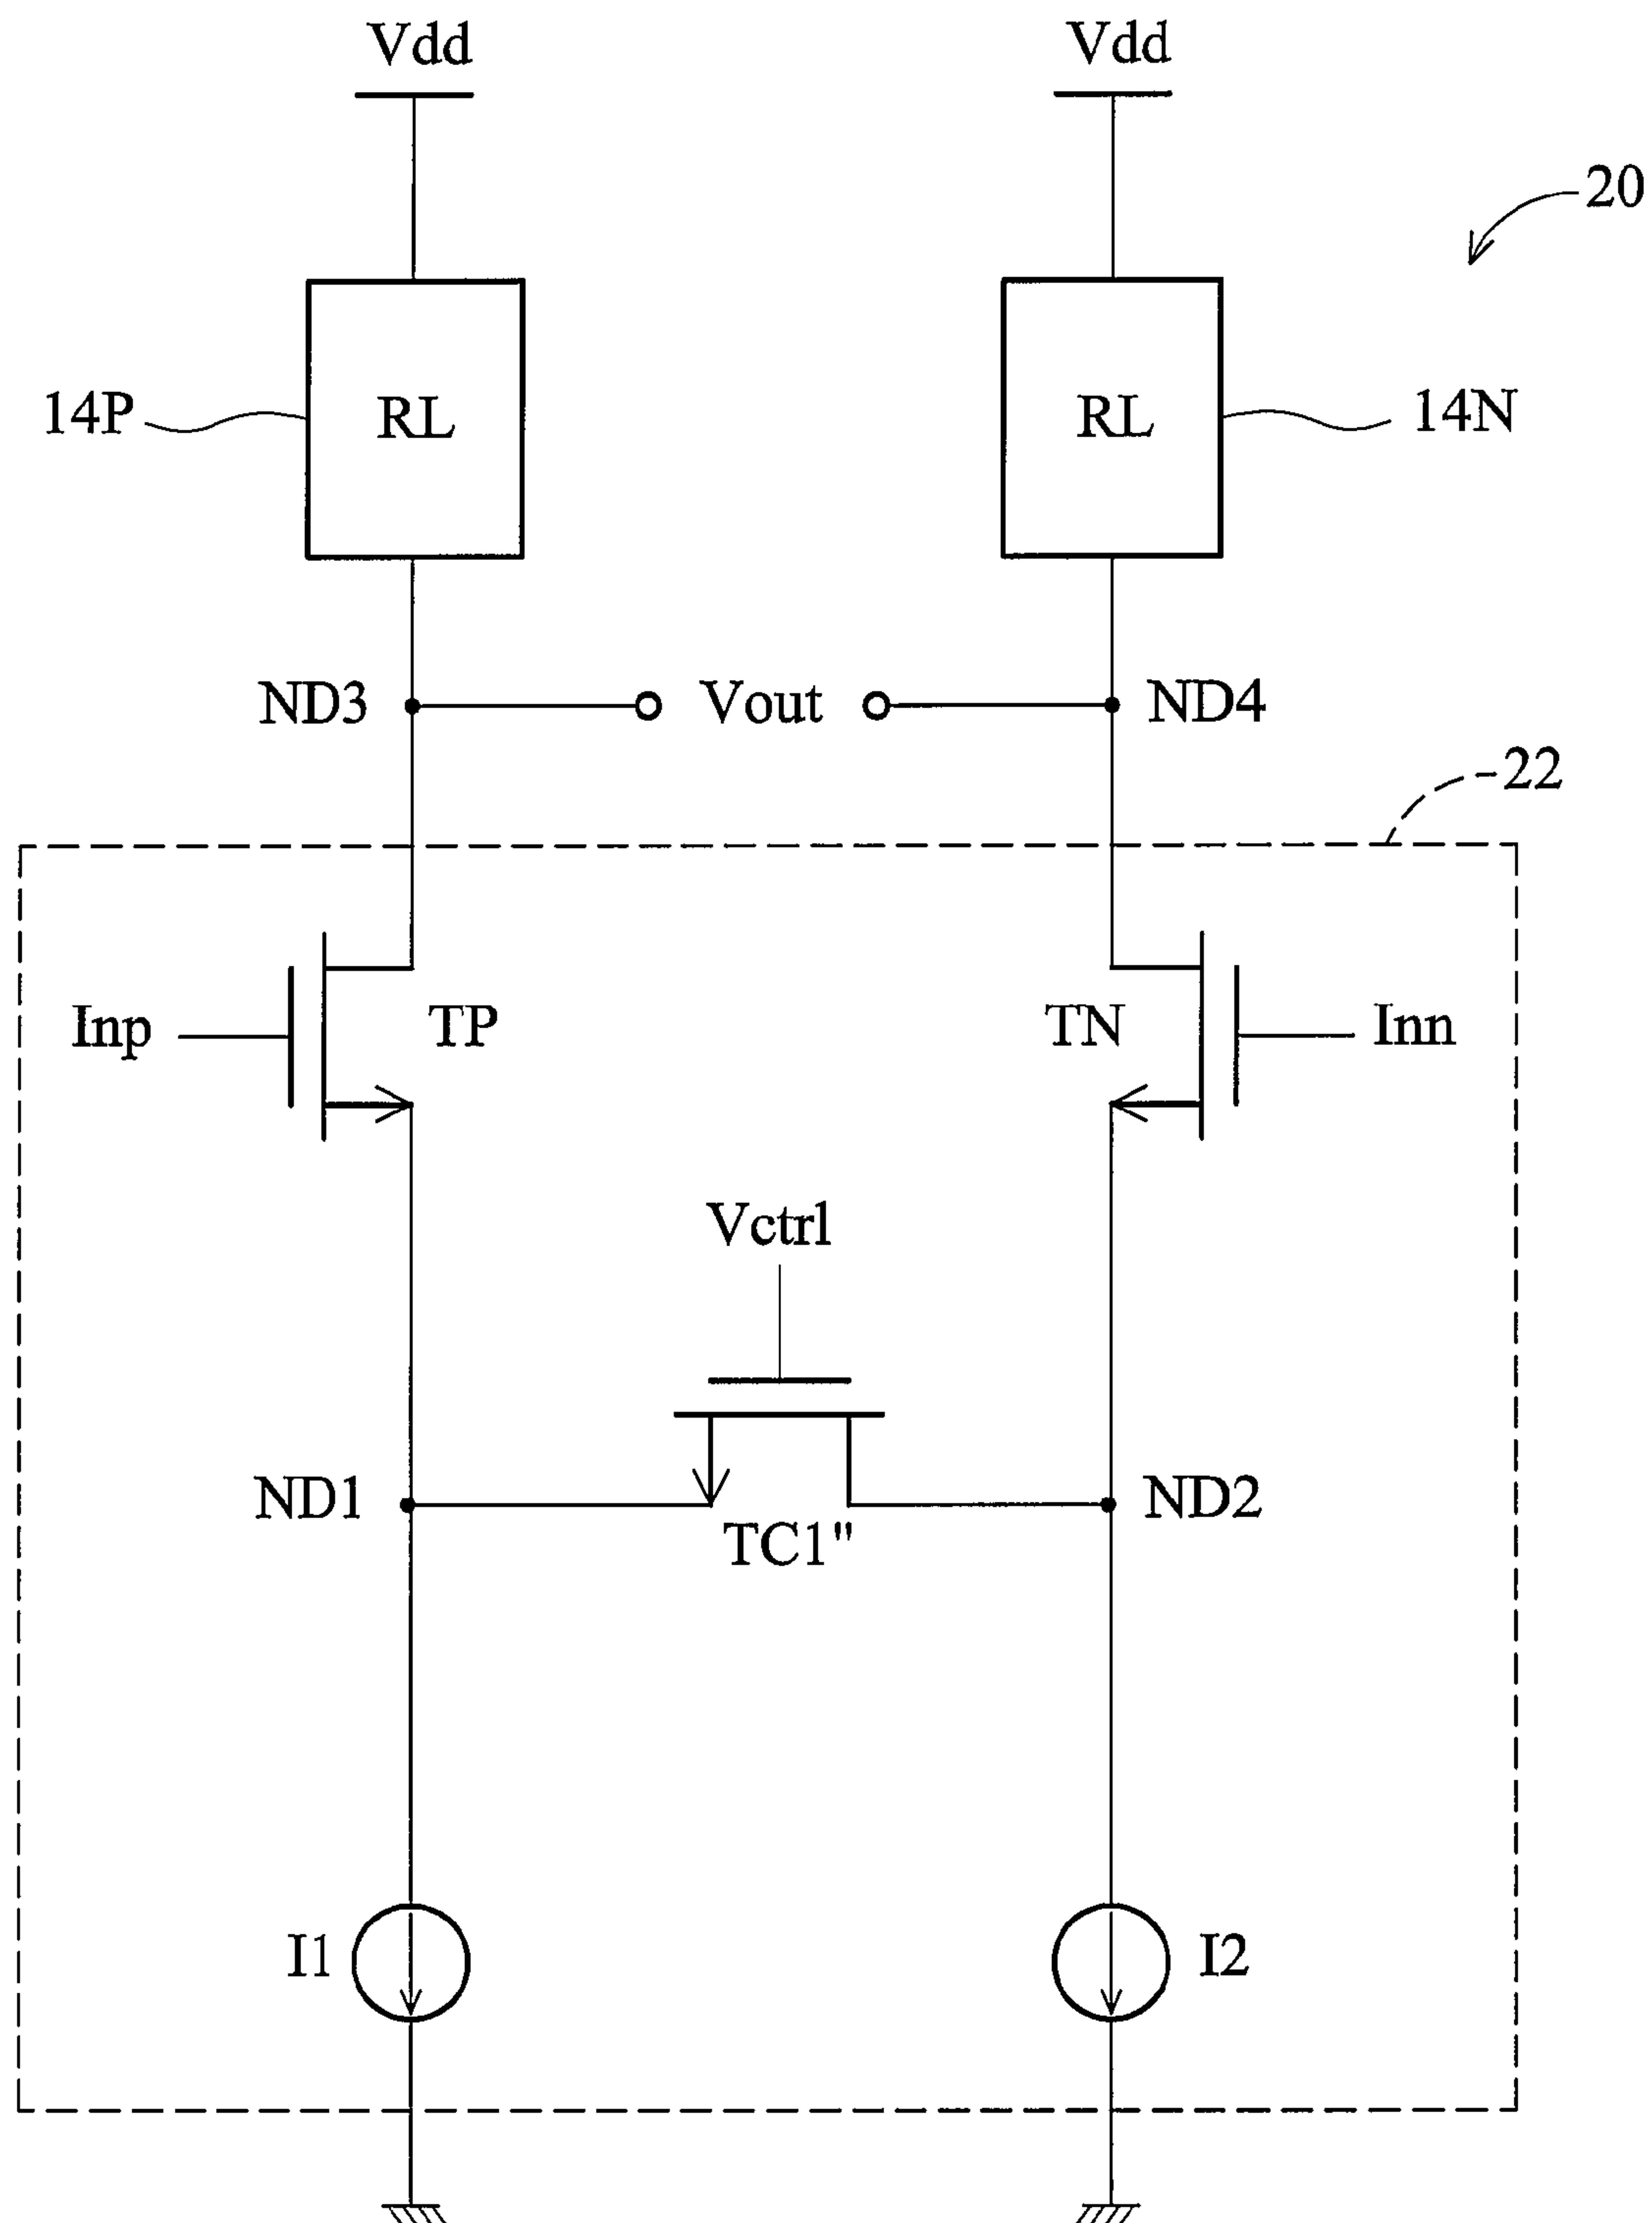 Vdd
Vdd
20
14P
RL
RL
14N
ND3
Vout
ND4
22
Inp
TP
TN
Inn
Vctrl
ND1
TC1"
ND2
I1
I2